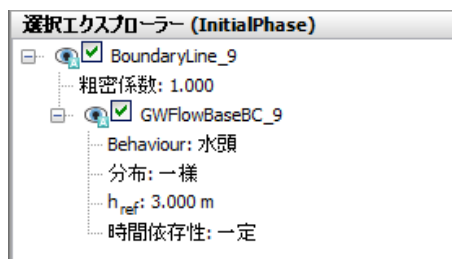 選択エクスプローラー (InitialPhase)
BoundaryLine_9
粗密係数: 1.000
GWFlowBaseBC_9
Behaviour: 水頭
分布: 一様
href: 3.000 m
時間依存性: 一定